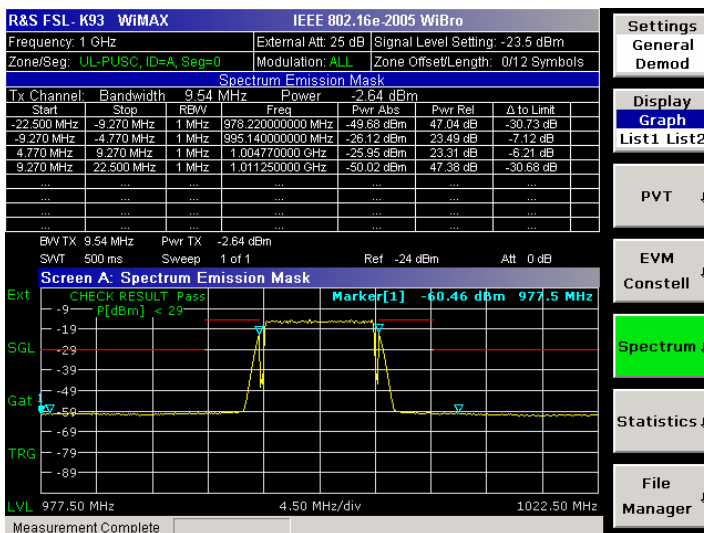 R&S FSL-K93 WiMAX IEEE 802.16e-2005 WiBro
Frequency: 1 GHz External Att: 25 dB Signal Level Setting: -23.5 dBm
Zone/Seg: UL-PUSC, ID=A, Seg=0 Modulation: ALL Zone Offset/Length: 0/12 Symbols
Spectrum Emission Mask
Tx Channel: Bandwidth 9.54 MHz Power -2.64 dBm
Start Stop RBW Freq Pwr Abs Pwr Rel Δ to Limit
-22.500 MHz -9.270 MHz 1 MHz 978.220000000 MHz -49.68 dBm 47.04 dB -30.73 dB
-9.270 MHz -4.770 MHz 1 MHz 995.140000000 MHz -26.12 dBm 23.49 dB -7.12 dB
4.770 MHz 9.270 MHz 1 MHz 1.004770000 GHz -25.95 dBm 23.31 dB -6.21 dB
9.270 MHz 22.500 MHz 1 MHz 1.011250000 GHz -50.02 dBm 47.38 dB -30.68 dB
... ... ... ... ... ... ...
... ... ... ... ... ... ...
... ... ... ... ... ... ...
... ... ... ... ... ... ...
BW TX 9.54 MHz Pwr TX -2.64 dBm
SWT 500 ms Sweep 1 of 1 Ref -24 dBm Att 0 dB
Screen A: Spectrum Emission Mask
Ext CHECK RESULT Pass Marker[1] -60.46 dBm 977.5 MHz
-9 P[dBm] < 29
-19
SGL -29
-39
-49
Gat 1
-59
-69
TRG -79
-89
LVL 977.50 MHz 4.50 MHz/div 1022.50 MHz
Measurement Complete
Settings
General
Demod
Display
Graph
List1 List2
PVT
EVM
Constell
Spectrum
Statistics
File
Manager